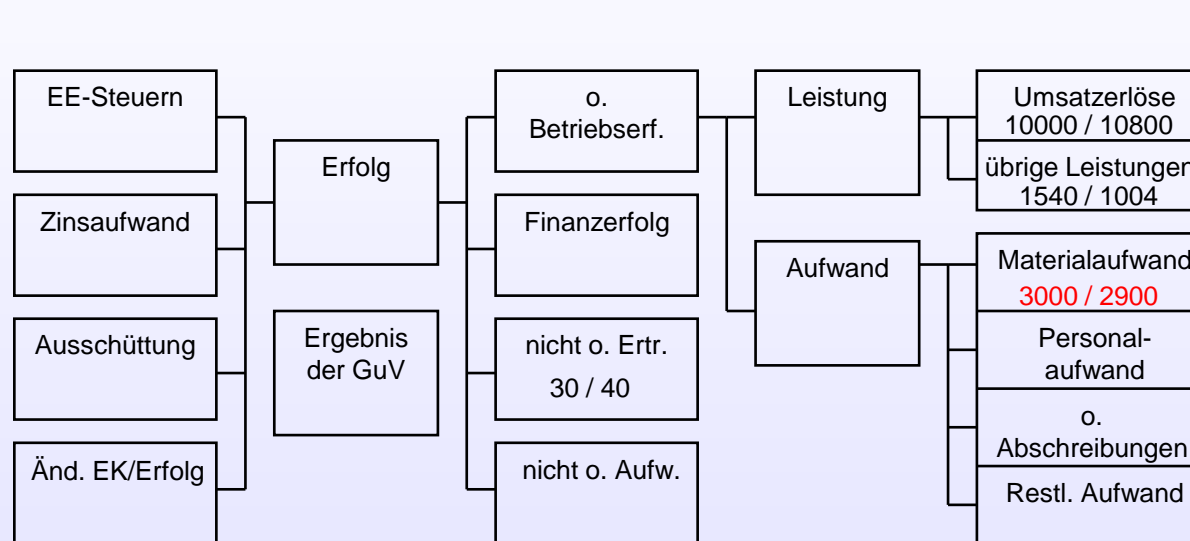 EE-Steuern
Zinsaufwand
Ausschüttung
Änd. EK/Erfolg
Erfolg
Ergebnis
der GuV
o.
Betriebserf.
Finanzerfolg
nicht o. Ertr.
30 / 40
nicht o. Aufw.
Leistung
Aufwand
Umsatzerlöse
10000 / 10800
übrige Leistungen
1540 / 1004
Materialaufwand
3000 / 2900
Personal-
aufwand
o.
Abschreibungen
Restl. Aufwand